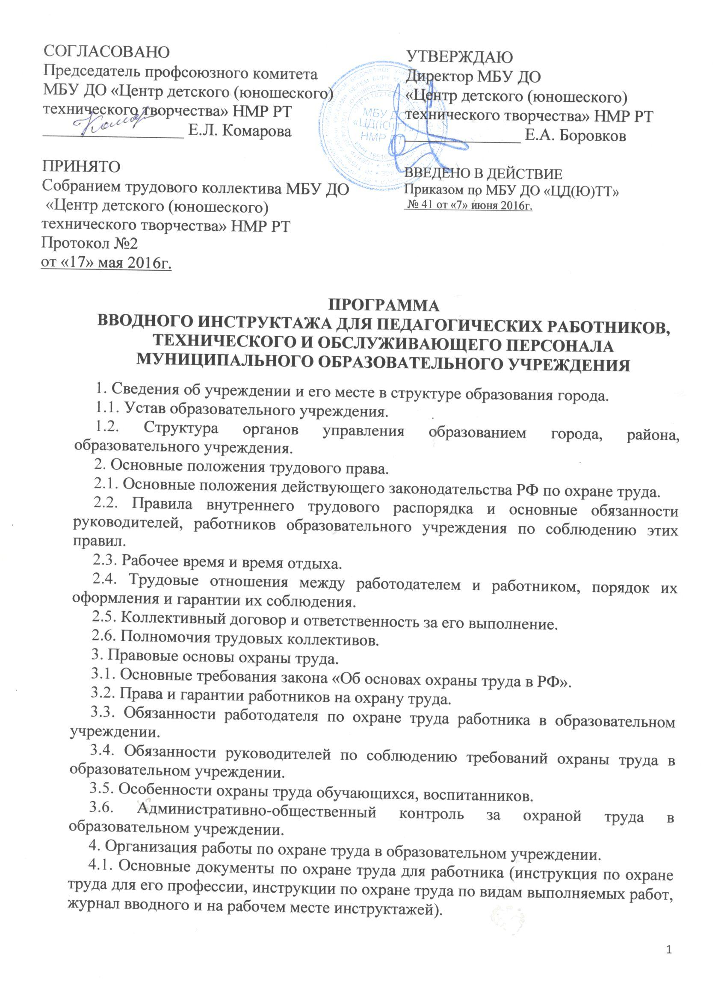 СОГЛАСОВАНО
Председатель профсоюзного комитета
МБУ ДО «Центр детского (юношеского)
технического творчества» НМР РТ
Е.Л. Комарова
УТВЕРЖДАЮ
Директор МБУ ДО
«Центр детского (юношеского)
технического творчества» НМР РТ
Е.А. Боровков
МБУ ДО
«ЦД(Ю)ТТ»
НМР РТ
ПРИНЯТО
Собранием трудового коллектива МБУ ДО
«Центр детского (юношеского)
технического творчества» НМР РТ
Протокол №2
от «17» мая 2016г.
ВВЕДЕНО В ДЕЙСТВИЕ
Приказом по МБУ ДО «ЦД(Ю)ТТ»
№ 41 от «7» июня 2016г.
ПРОГРАММА
ВВОДНОГО ИНСТРУКТАЖА ДЛЯ ПЕДАГОГИЧЕСКИХ РАБОТНИКОВ,
ТЕХНИЧЕСКОГО И ОБСЛУЖИВАЮЩЕГО ПЕРСОНАЛА
МУНИЦИПАЛЬНОГО ОБРАЗОВАТЕЛЬНОГО УЧРЕЖДЕНИЯ
1. Сведения об учреждении и его месте в структуре образования города.
1.1. Устав образовательного учреждения.
1.2. Структура органов управления образованием города, района,
образовательного учреждения.
2. Основные положения трудового права.
2.1. Основные положения действующего законодательства РФ по охране труда.
2.2. Правила внутреннего трудового распорядка и основные обязанности
руководителей, работников образовательного учреждения по соблюдению этих
правил.
2.3. Рабочее время и время отдыха.
2.4. Трудовые отношения между работодателем и работником, порядок их
оформления и гарантии их соблюдения.
2.5. Коллективный договор и ответственность за его выполнение.
2.6. Полномочия трудовых коллективов.
3. Правовые основы охраны труда.
3.1. Основные требования закона «Об основах охраны труда в РФ».
3.2. Права и гарантии работников на охрану труда.
3.3. Обязанности работодателя по охране труда работника в образовательном
учреждении.
3.4. Обязанности руководителей по соблюдению требований охраны труда в
образовательном учреждении.
3.5. Особенности охраны труда обучающихся, воспитанников.
3.6. Административно-общественный контроль за охраной труда в
образовательном учреждении.
4. Организация работы по охране труда в образовательном учреждении.
4.1. Основные документы по охране труда для работника (инструкция по охране
труда для его профессии, инструкции по охране труда по видам выполняемых работ,
журнал вводного и на рабочем месте инструктажей).
1